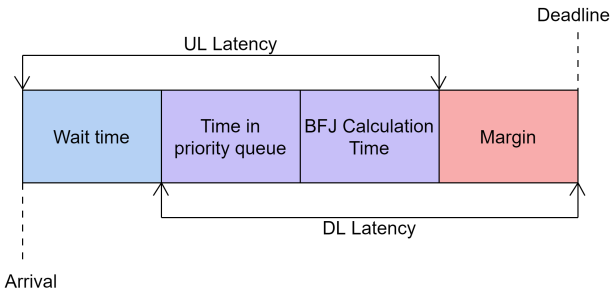 Deadline
UL Latency
Wait time
Time in
priority queue
BFJ Calculation
Time
Margin
DL Latency
Arrival